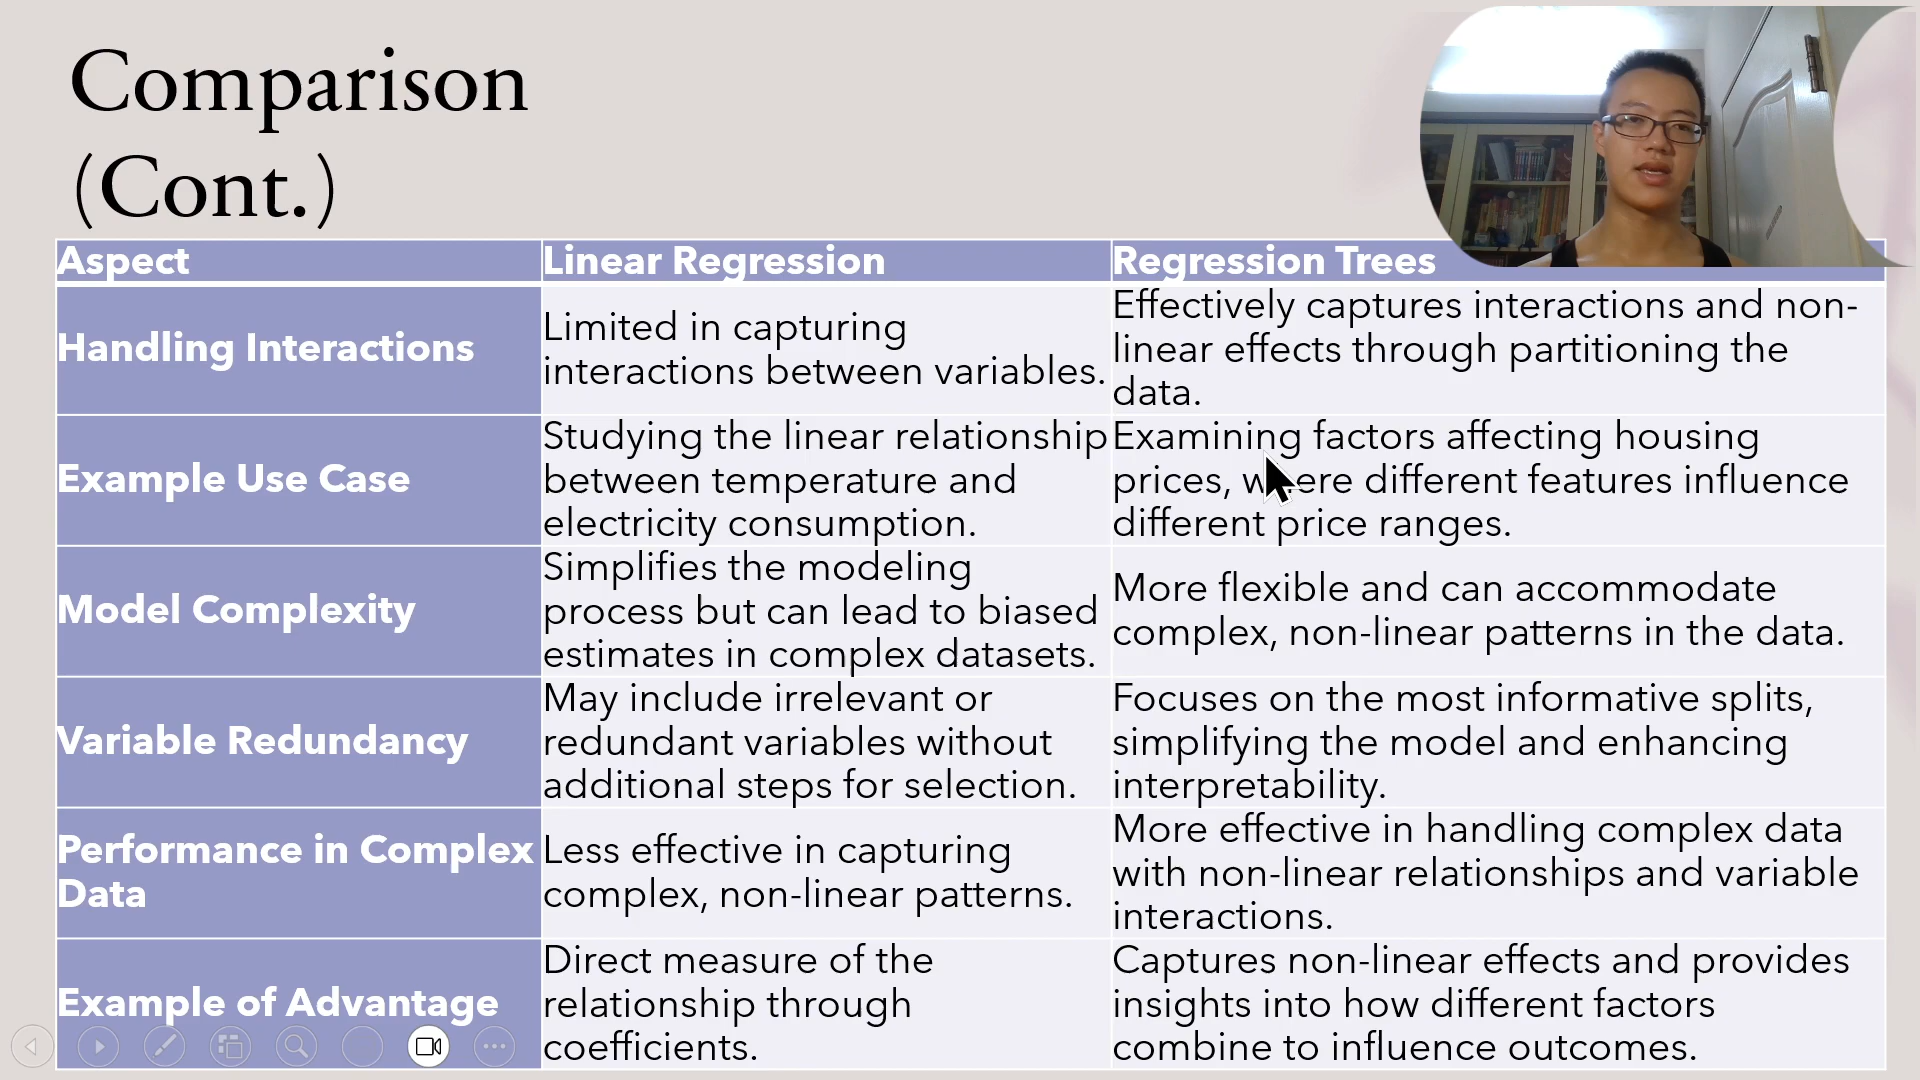 Comparison
(Cont.)
Aspect
Linear Regression
Regression Trees
Handling Interactions
Limited in capturing
interactions between variables.
Effectively captures interactions and non-
linear effects through partitioning the
data.
Example Use Case
Studying the linear relationship
between temperature and
electricity consumption.
Examining factors affecting housing
prices, where different features influence
different price ranges.
Model Complexity
Simplifies the modeling
process but can lead to biased
estimates in complex datasets.
More flexible and can accommodate
complex, non-linear patterns in the data.
Variable Redundancy
May include irrelevant or
redundant variables without
additional steps for selection.
Focuses on the most informative splits,
simplifying the model and enhancing
interpretability.
Performance in Complex
Data
Less effective in capturing
complex, non-linear patterns.
More effective in handling complex data
with non-linear relationships and variable
interactions.
Example of Advantage
Direct measure of the
relationship through
coefficients.
Captures non-linear effects and provides
insights into how different factors
combine to influence outcomes.